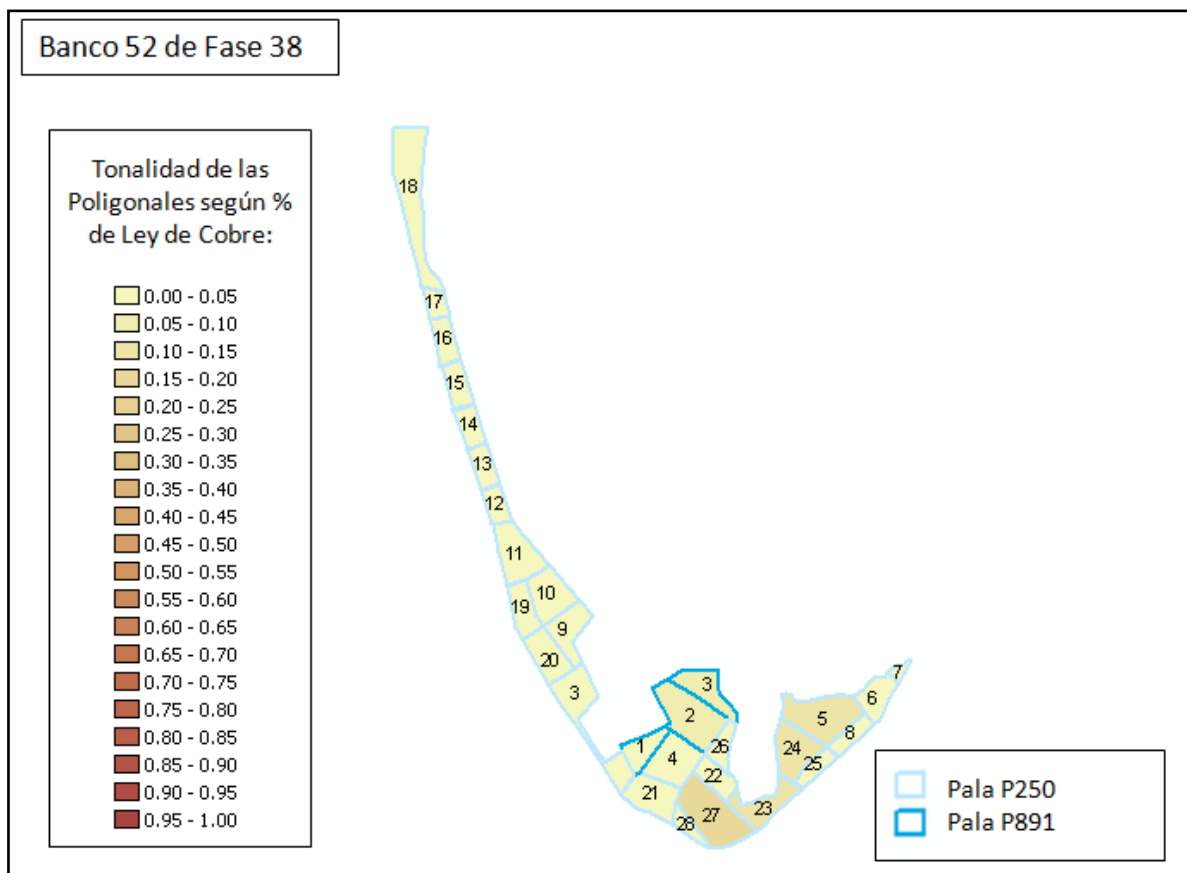 Banco 52 de Fase 38
Tonalidad de las
Poligonales según %
de Ley de Cobre:
0.00 - 0.05
0.05 - 0.10
0.10 - 0.15
0.15 - 0.20
0.20 - 0.25
0.25 - 0.30
0.30 - 0.35
0.35 - 0.40
0.40 - 0.45
0.45 - 0.50
0.50 - 0.55
0.55 - 0.60
0.60 - 0.65
0.65 - 0.70
0.70 - 0.75
0.75 - 0.80
0.80 - 0.85
0.85 - 0.90
0.90 - 0.95
0.95 - 1.00
18
17
16
15
14
13
12
11
10
19
9
20
3
3
7
6
2
5
8
1
26
24
4
25
22
21
23
27
28
Pala P250
Pala P891